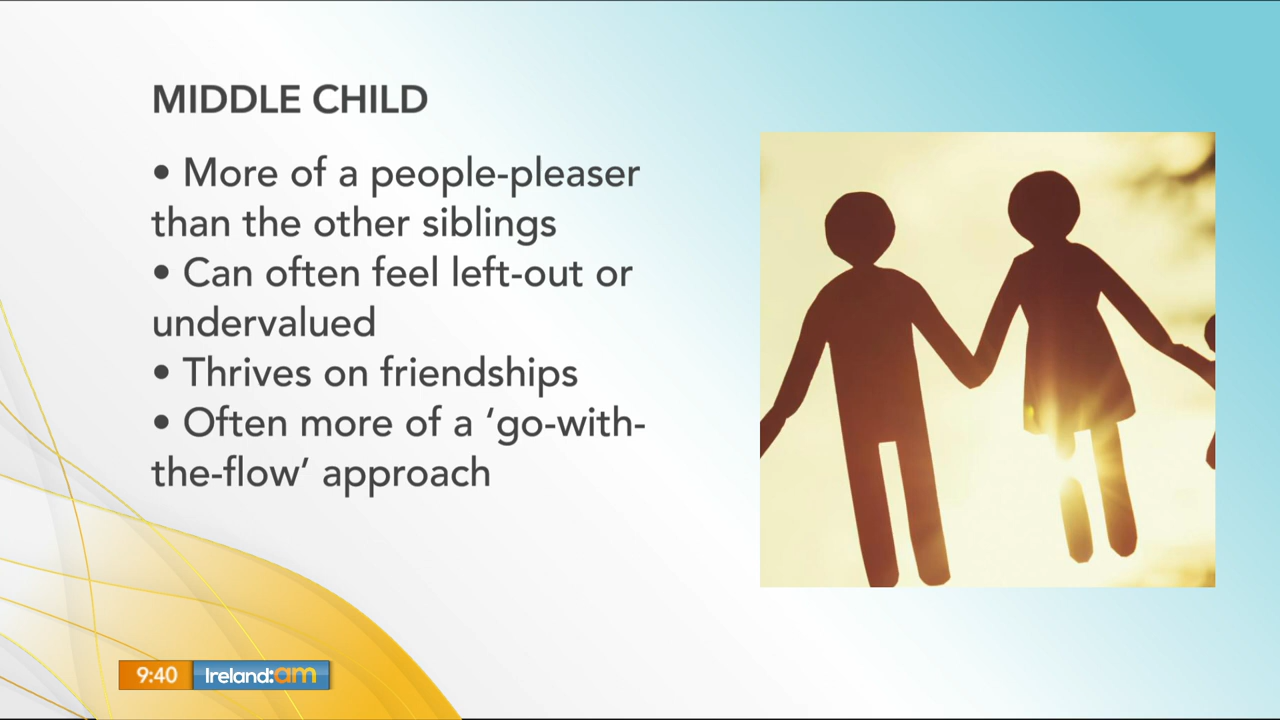 MIDDLE CHILD
• More of a people-pleaser
than the other siblings
• Can often feel left-out or
undervalued
• Thrives on friendships
• Often more of a ‘go-with-
the-flow’ approach
9:40 Ireland:am